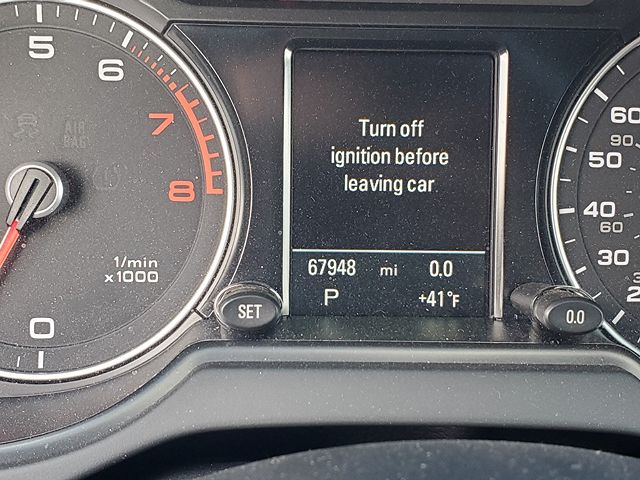 5
6
7
8
AIR
BAG
1/min
x1000
0
Turn off
ignition before
leaving car
67948 mi 0.0
P +41°F
SET
0.0
60
90
50
40
60
30